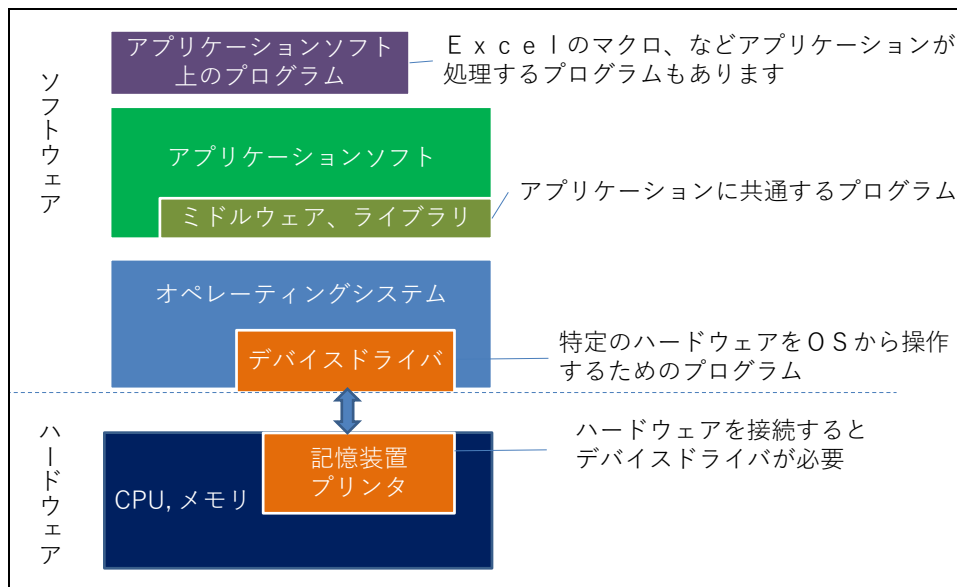 アプリケーションソフト
上のプログラム
Ｅｘｃｅｌのマクロ、などアプリケーションが
処理するプログラムもあります
ソフトウェア
アプリケーションソフト
ミドルウェア、ライブラリ
アプリケーションに共通するプログラム
オペレーティングシステム
デバイスドライバ
特定のハードウェアをＯＳから操作
するためのプログラム
ハードウェア
CPU, メモリ
記憶装置
プリンタ
ハードウェアを接続すると
デバイスドライバが必要